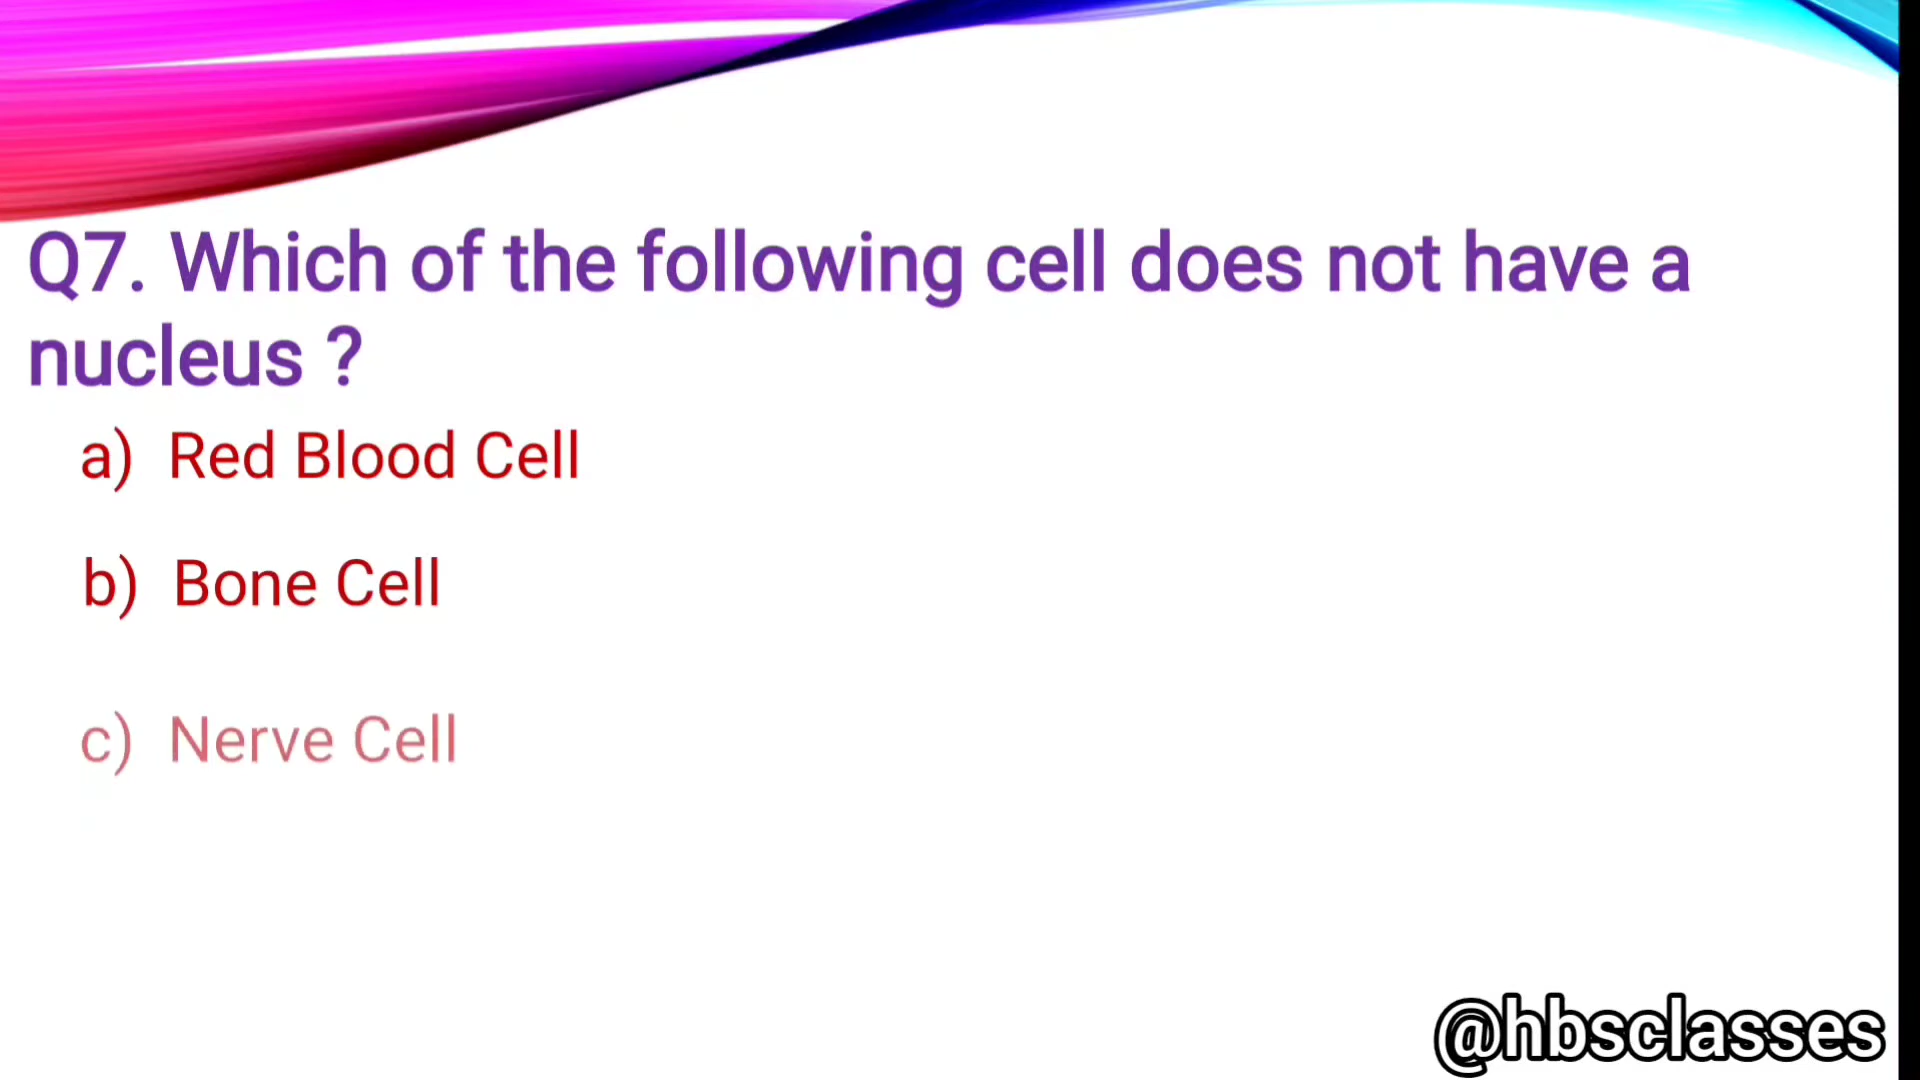 Q7. Which of the following cell does not have a
nucleus ?
a) Red Blood Cell
b) Bone Cell
c) Nerve Cell
@hbsclasses